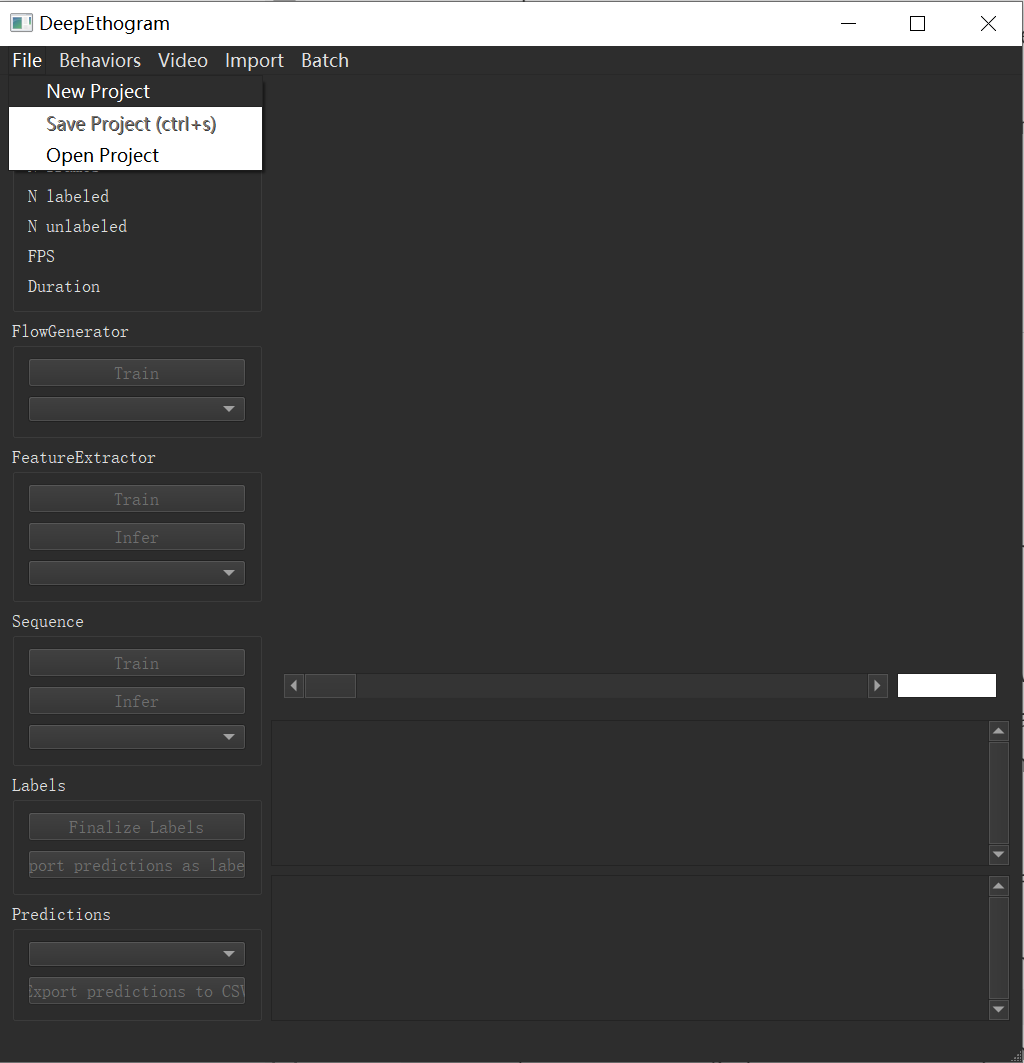 DeepEthogram
File Behaviors Video Import Batch
New Project
Save Project (ctrl+s)
Open Project
N labeled
N unlabeled
FPS
Duration
FlowGenerator
Train
FeatureExtractor
Train
Infer
Sequence
Train
Infer
Labels
Finalize Labels
port predictions as labe
Predictions
Export predictions to CSV